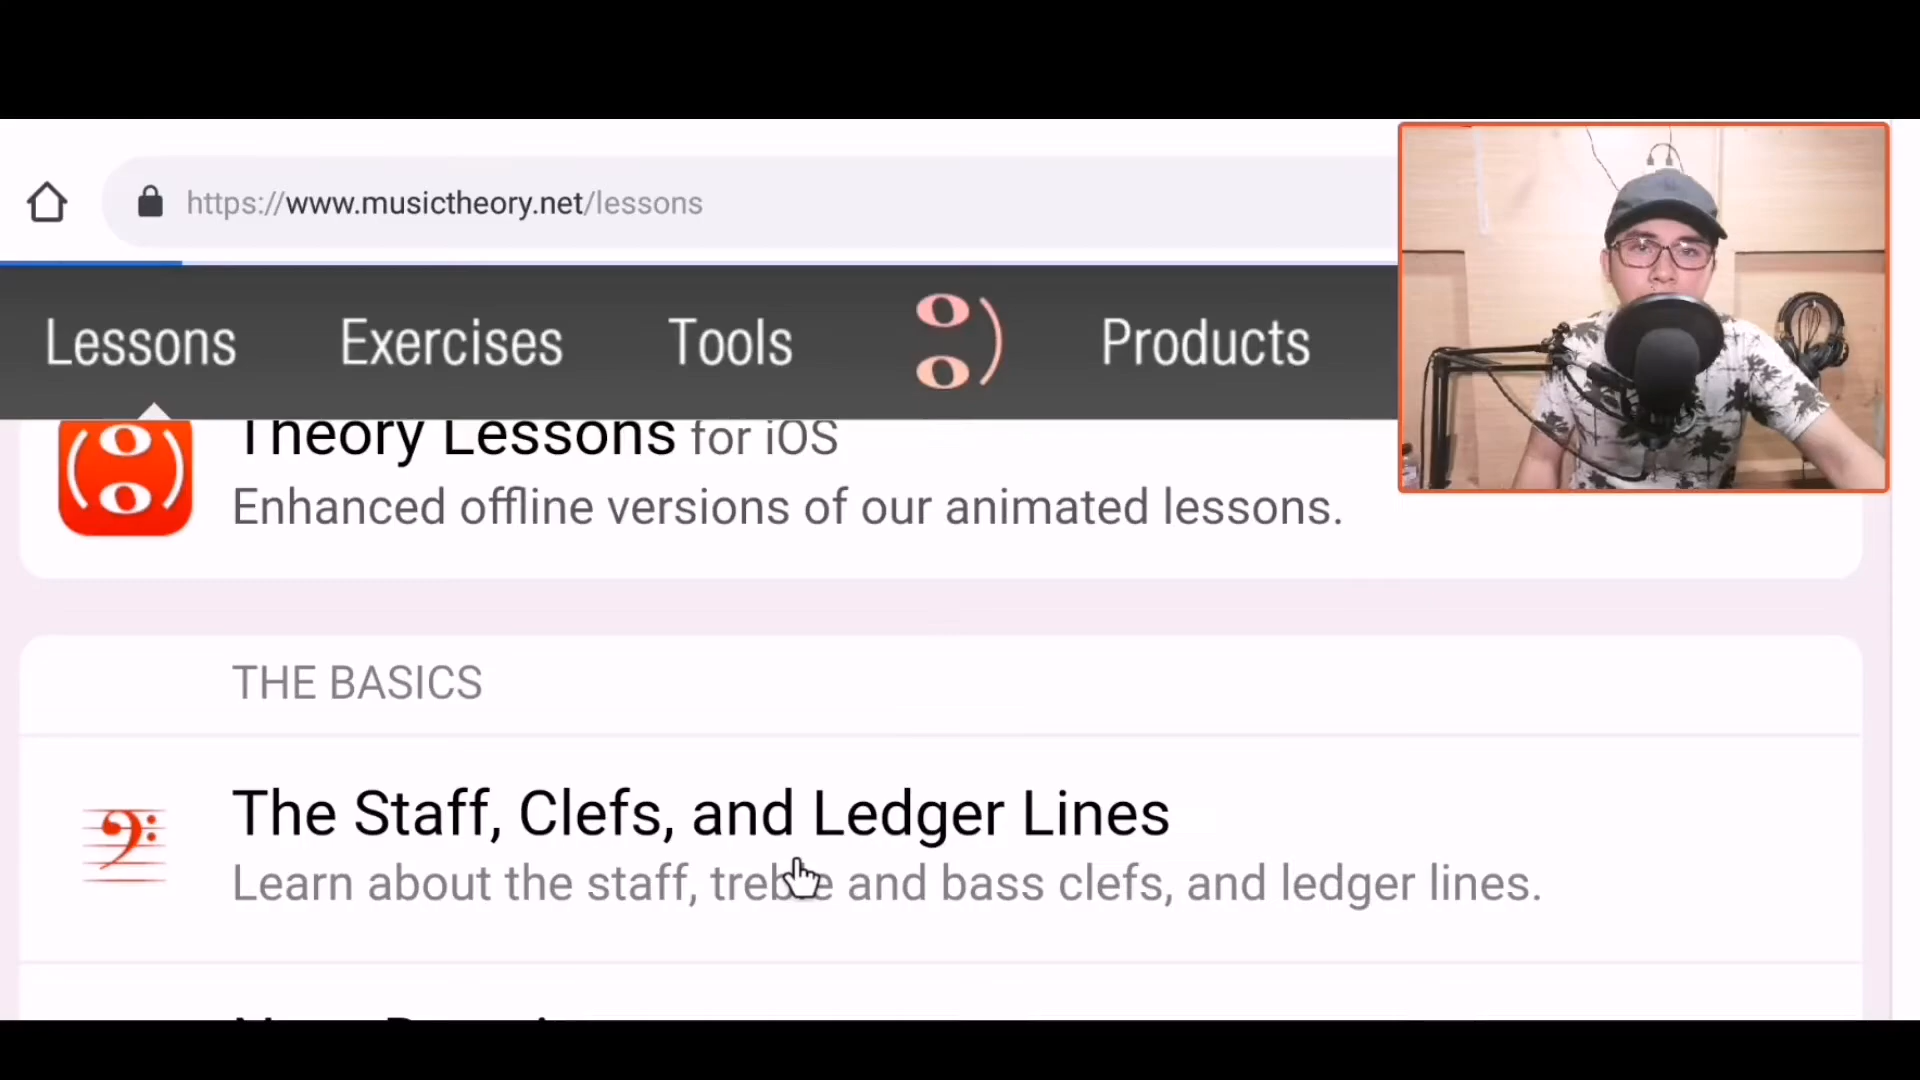 https://www.musictheory.net/lessons
Lessons Exercises Tools Products
Theory Lessons for iOS
Enhanced offline versions of our animated lessons.
THE BASICS
The Staff, Clefs, and Ledger Lines
Learn about the staff, treble and bass clefs, and ledger lines.